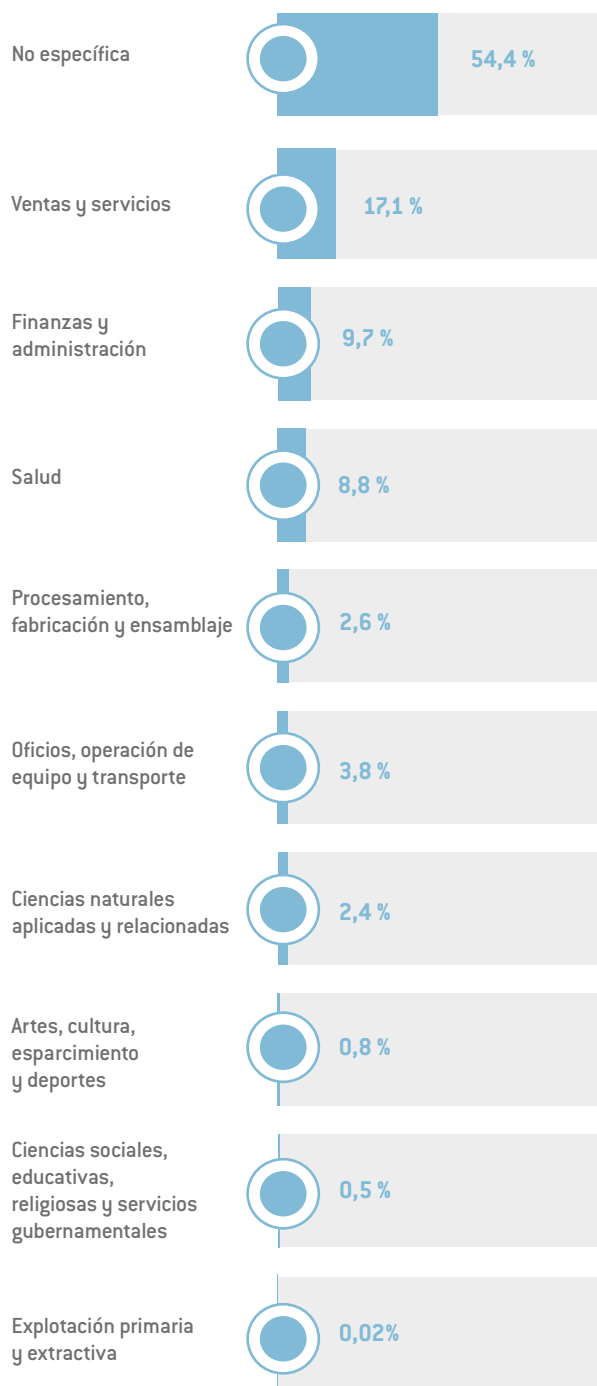 No específica
54,4 %
Ventas y servicios
17,1 %
Finanzas y
administración
9,7 %
Salud
8,8 %
Procesamiento,
fabricación y ensamblaje
2,6 %
Oficios, operación de
equipo y transporte
3,8 %
Ciencias naturales
aplicadas y relacionadas
2,4 %
Artes, cultura,
esparcimiento
y deportes
0,8 %
Ciencias sociales,
educativas,
religiosas y servicios
gubernamentales
0,5 %
Explotación primaria
y extractiva
0,02%